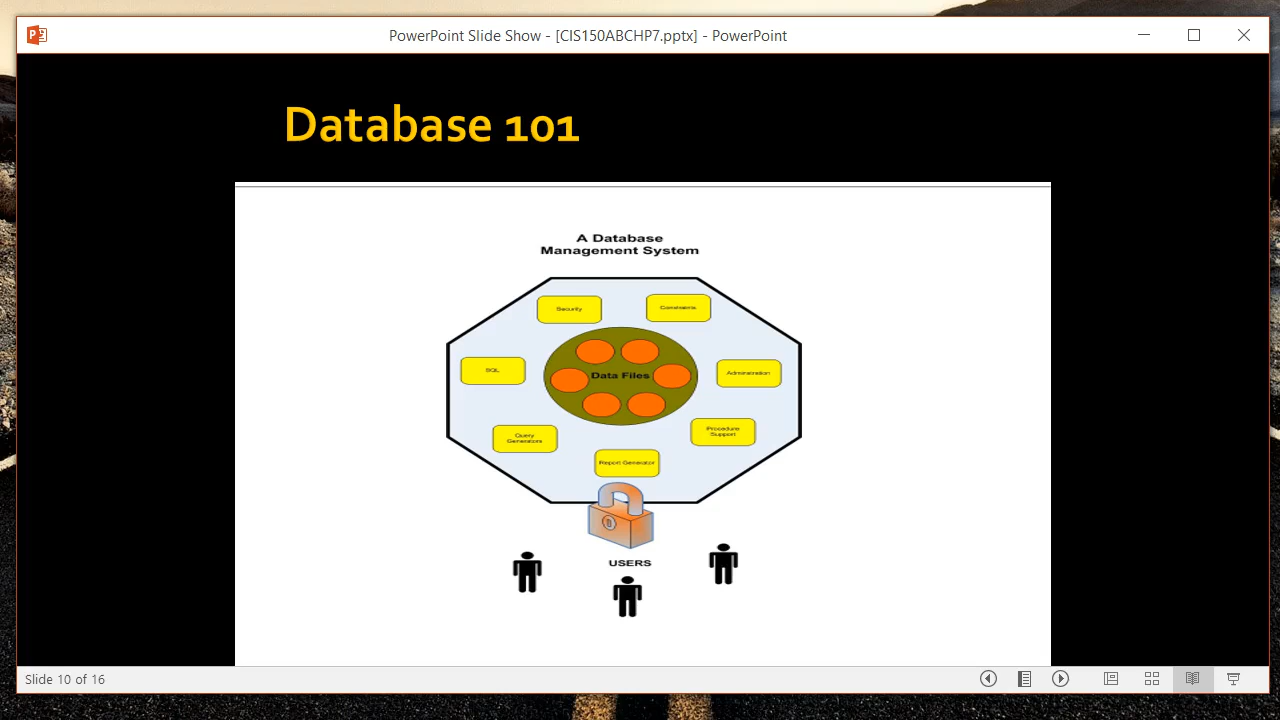 PowerPoint Slide Show - [CIS150ABCHP7.pptx] - PowerPoint
Database 101
A Database
Management System
Security
Constraints
SQL
Data Files
Administration
Query
Generators
Procedure
Support
Report Generator
USERS
Slide 10 of 16